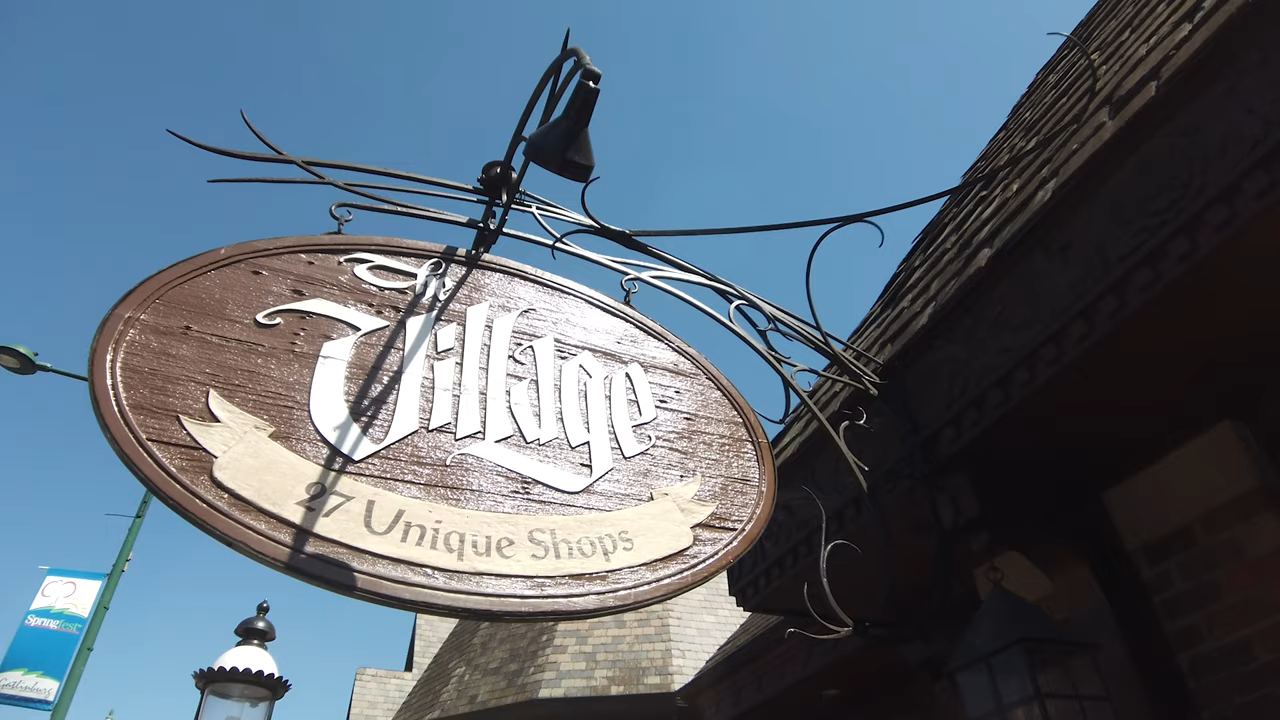 The
Village
27 Unique Shops
Springfest
Gatlinburg